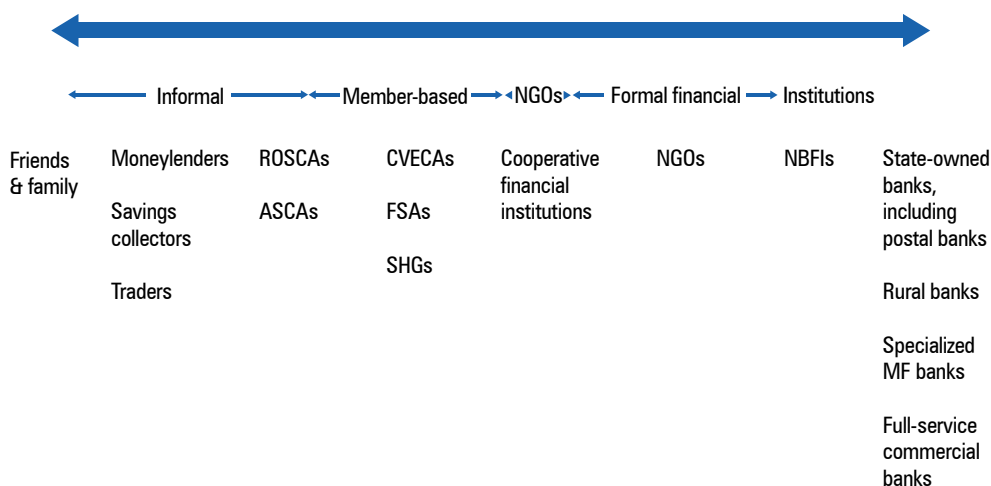 Informal Member-based NGOs Formal financial Institutions
Friends
& family
Moneylenders
Savings
collectors
Traders
ROSCAs
ASCAs
CVECAs
FSAs
SHGs
Cooperative
financial
institutions
NGOs
NBFIs
State-owned
banks,
including
postal banks
Rural banks
Specialized
MF banks
Full-service
commercial
banks